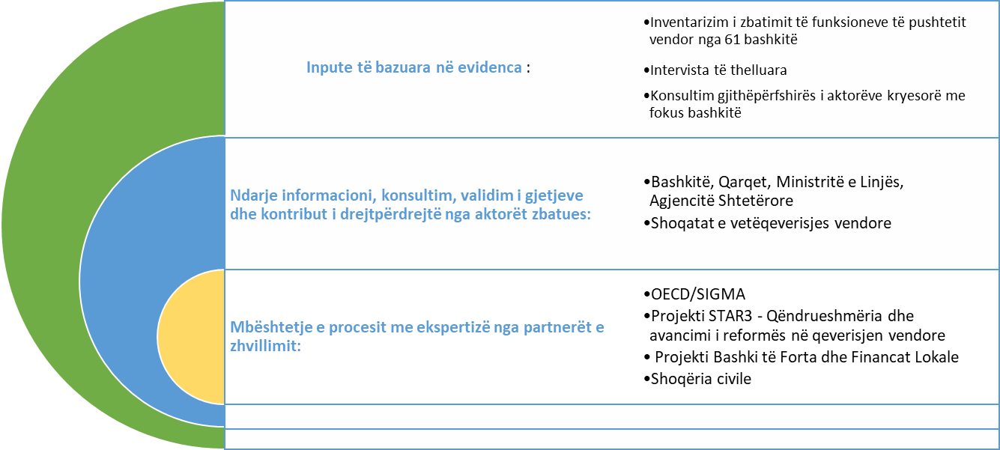 Inpute të bazuara në evidenca :
•Inventarizim i zbatimit të funksioneve të pushtetit
vendor nga 61 bashkitë
•Intervista të thelluara
•Konsultim gjithëpërfshirës i aktorëve kryesorë me
fokus bashkitë
Ndarje informacioni, konsultim, validim i gjetjeve
dhe kontribut i drejtpërdrejtë nga aktorët zbatues:
•Bashkitë, Qarqet, Ministritë e Linjës,
Agjencitë Shtetërore
•Shoqatat e vetëqeverisjes vendore
Mbështetje e procesit me ekspertizë nga partnerët e
zhvillimit:
•OECD/SIGMA
•Projekti STAR3 - Qëndrueshmëria dhe
avancimi i reformës në qeverisjen vendore
• Projekti Bashki të Forta dhe Financat Lokale
•Shoqëria civile